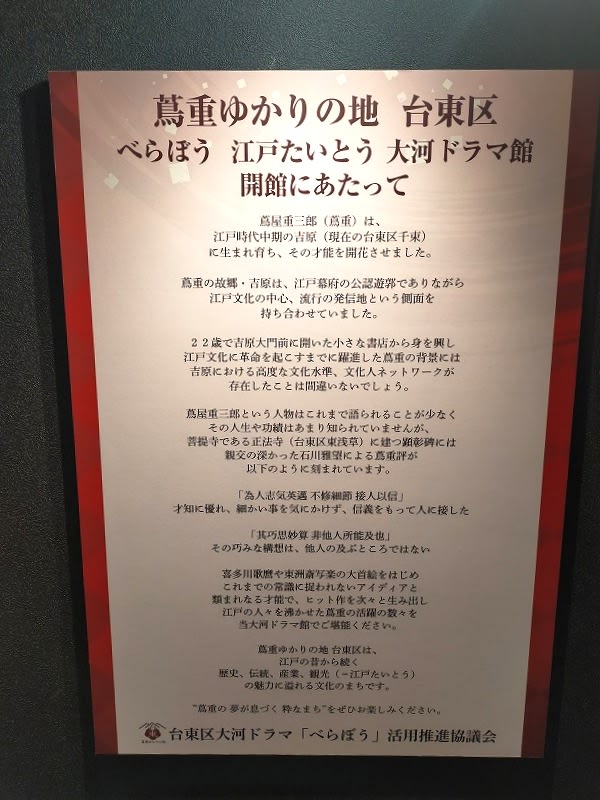 蔦重ゆかりの地 台東区
べらぼう 江戸たいとう 大河ドラマ館
開館にあたって
蔦屋重三郎（蔦重）は、
江戸時代中期の吉原（現在の台東区千束）
に生まれ育ち、その才能を開花させました。
蔦重の故郷・吉原は、江戸幕府の公認遊郭でありながら
江戸文化の中心、流行の発信地という側面を
持ち合わせていました。
２２歳で吉原大門前に開いた小さな書店から身を興し
江戸文化に革命を起こすまでに躍進した蔦重の背景には
吉原における高度な文化水準、文化人ネットワークが
存在したことは間違いないでしょう。
蔦屋重三郎という人物はこれまで語られることが少なく
その人生や功績はあまり知られていませんが、
菩提寺である正法寺（台東区東浅草）に建つ顕彰碑には
親交の深かった石川雅望による蔦重評が
以下のように刻まれています。
「為人志気英邁 不修細節 接人以信」
才知に優れ、細かい事を気にかけず、信義をもって人に接した
「其巧思妙算 非他人所能及也」
その巧みな構想は、他人の及ぶところではない
喜多川歌麿や東洲斎写楽の大首絵をはじめ
これまでの常識に捉われないアイディアと
類まれなる才能で、ヒット作を次々と生み出し
江戸の人々を沸かせた蔦重の活躍の数々を
当大河ドラマ館でご堪能ください。
蔦重ゆかりの地 台東区は、
江戸の昔から続く
歴史、伝統、産業、観光（＝江戸たいとう）
の魅力に溢れる文化のまちです。
“蔦重の 夢が息づく 粋なまち”をぜひお楽しみください。
台東区大河ドラマ「べらぼう」活用推進協議会